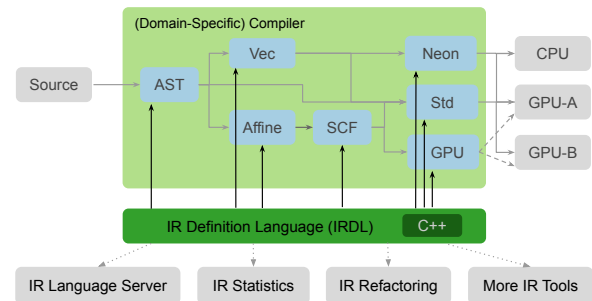 (Domain-Specific) Compiler
Vec
Neon
CPU
Source
AST
Std
GPU-A
Affine
SCF
GPU
GPU-B
IR Definition Language (IRDL)
C++
IR Language Server
IR Statistics
IR Refactoring
More IR Tools